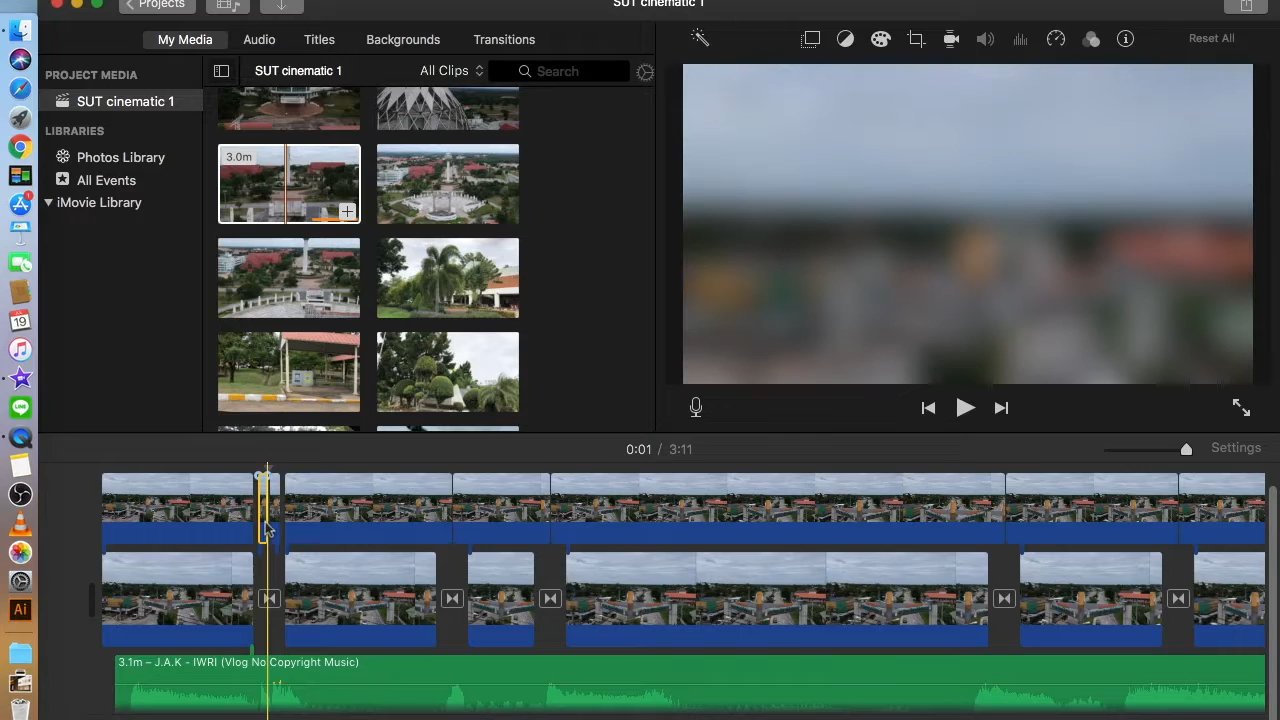 Projects
SUT cinematic 1
My Media
Audio
Titles
Backgrounds
Transitions
Reset All
PROJECT MEDIA
SUT cinematic 1
All Clips
Search
SUT cinematic 1
LIBRARIES
Photos Library
All Events
iMovie Library
3.0m
0:01 / 3:11
Settings
3.1m – J.A.K - IWRI (Vlog No Copyright Music)
JUL
19
LINE
Ai